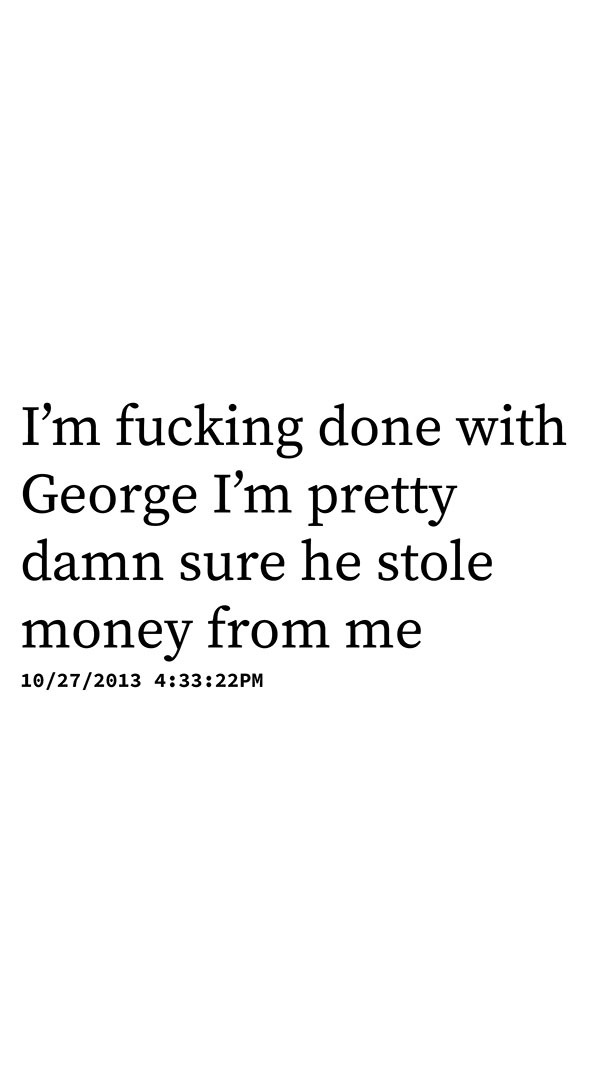 I’m fucking done with
George I’m pretty
damn sure he stole
money from me
10/27/2013 4:33:22PM